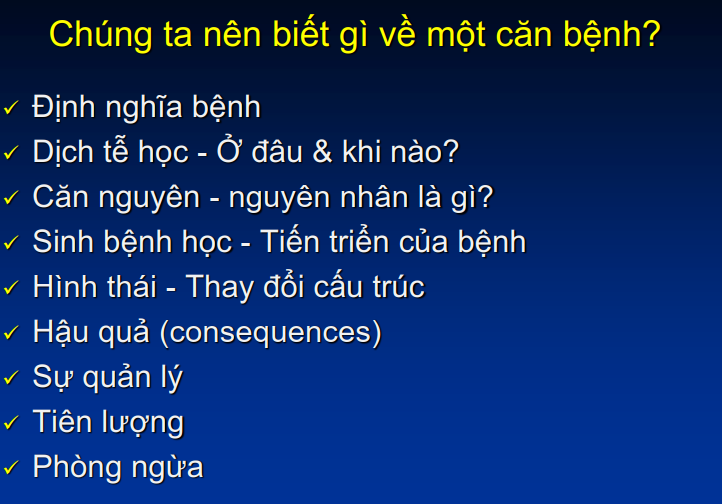 Chúng ta nên biết gì về một căn bệnh?
✓ Định nghĩa bệnh
✓ Dịch tễ học - Ở đâu & khi nào?
✓ Căn nguyên - nguyên nhân là gì?
✓ Sinh bệnh học - Tiến triển của bệnh
✓ Hình thái - Thay đổi cấu trúc
✓ Hậu quả (consequences)
✓ Sự quản lý
✓ Tiên lượng
✓ Phòng ngừa